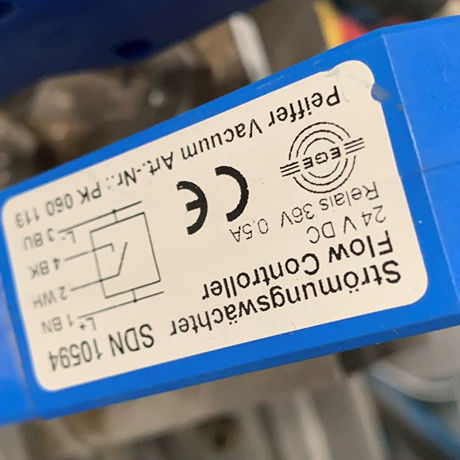 Strömungswächter
Flow Controller
24 V DC
Relais 36V 0,5A
EGE
CE
SDN 10594
L+ 1 BN
2 WH
4 BK
L- 3 BU
Peiffer Vacuum Art.-Nr.: PK 060 113